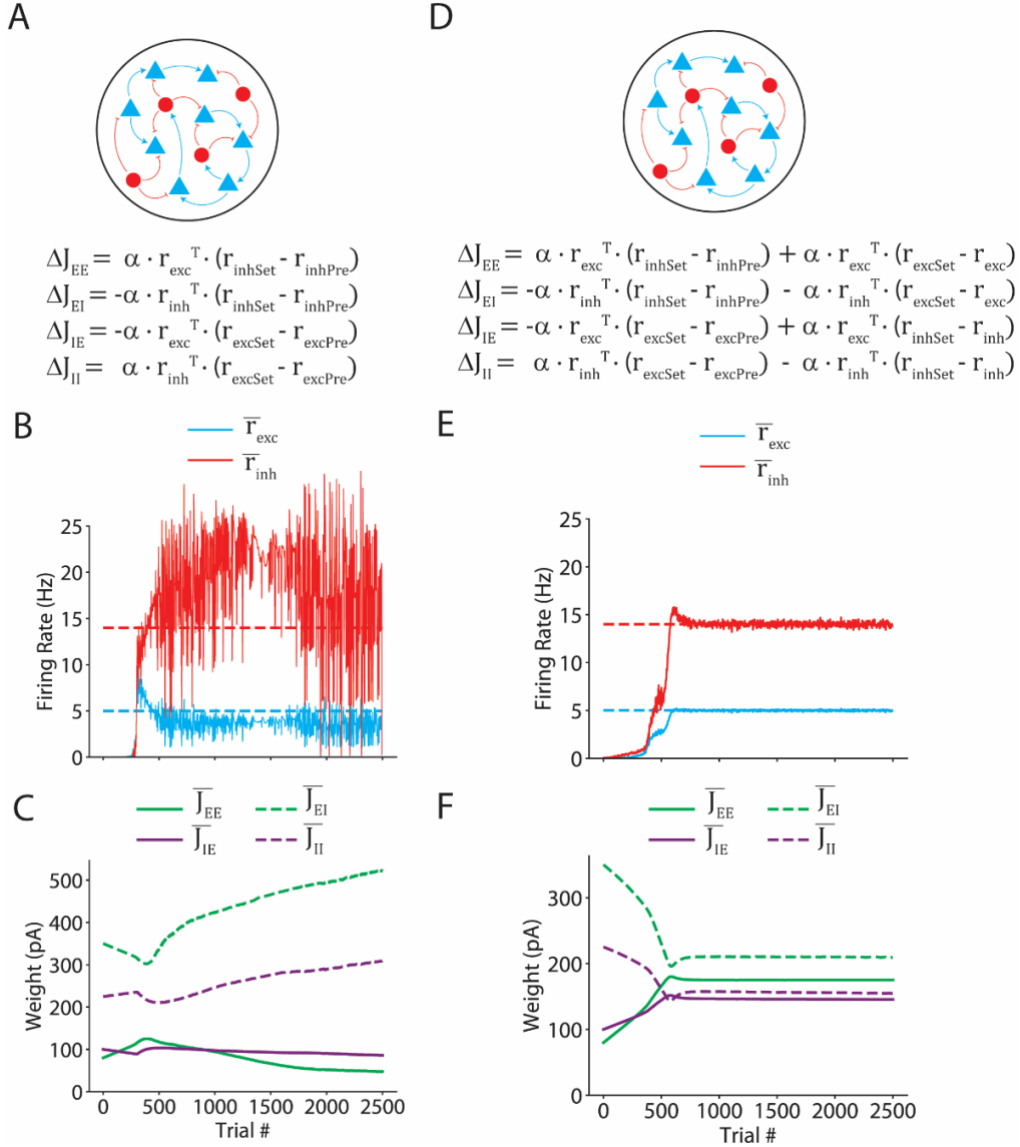 A
ΔJ_EE = α · r_exc^T · (r_inhSet - r_inhPre)
ΔJ_EI = -α · r_inh^T · (r_inhSet - r_inhPre)
ΔJ_IE = -α · r_exc^T · (r_excSet - r_excPre)
ΔJ_II = α · r_inh^T · (r_excSet - r_excPre)
B
r̅_exc
r̅_inh
Firing Rate (Hz)
25
20
15
10
5
0
C
J̅_EE
J̅_EI
J̅_IE
J̅_II
Weight (pA)
500
400
300
200
100
0
0 500 1000 1500 2000 2500
Trial #
D
ΔJ_EE = α · r_exc^T · (r_inhSet - r_inhPre) + α · r_exc^T · (r_excSet - r_exc)
ΔJ_EI = -α · r_inh^T · (r_inhSet - r_inhPre) - α · r_inh^T · (r_excSet - r_exc)
ΔJ_IE = -α · r_exc^T · (r_excSet - r_excPre) + α · r_exc^T · (r_inhSet - r_inh)
ΔJ_II = α · r_inh^T · (r_excSet - r_excPre) - α · r_inh^T · (r_inhSet - r_inh)
E
r̅_exc
r̅_inh
Firing Rate (Hz)
25
20
15
10
5
0
F
J̅_EE
J̅_EI
J̅_IE
J̅_II
Weight (pA)
300
200
100
0
0 500 1000 1500 2000 2500
Trial #